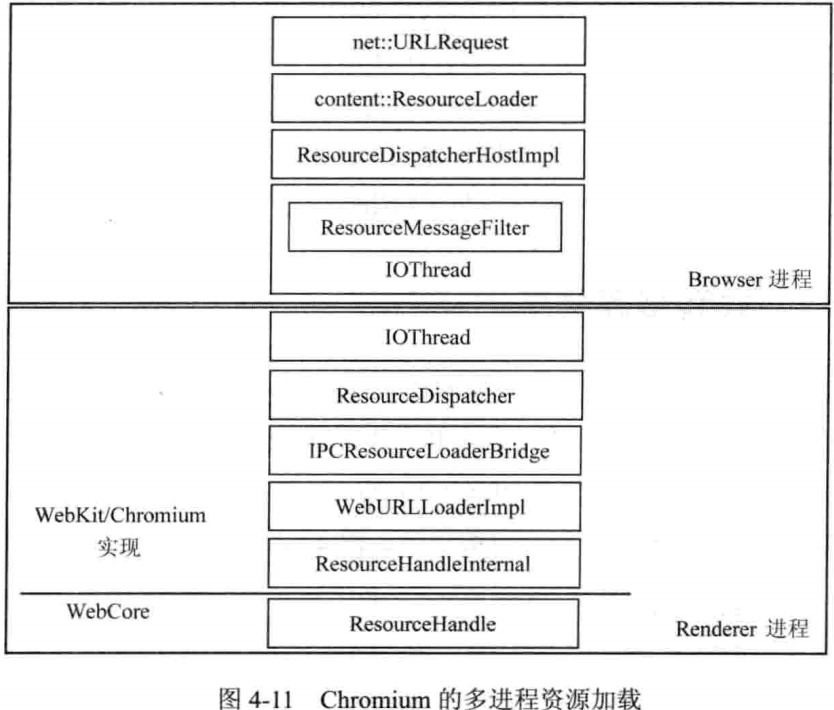 net::URLRequest
content::ResourceLoader
ResourceDispatcherHostImpl
ResourceMessageFilter
IOThread
Browser 进程
IOThread
ResourceDispatcher
IPCResourceLoaderBridge
WebURLLoaderImpl
WebKit/Chromium
实现
ResourceHandleInternal
WebCore
ResourceHandle
Renderer 进程
图 4-11 Chromium 的多进程资源加载